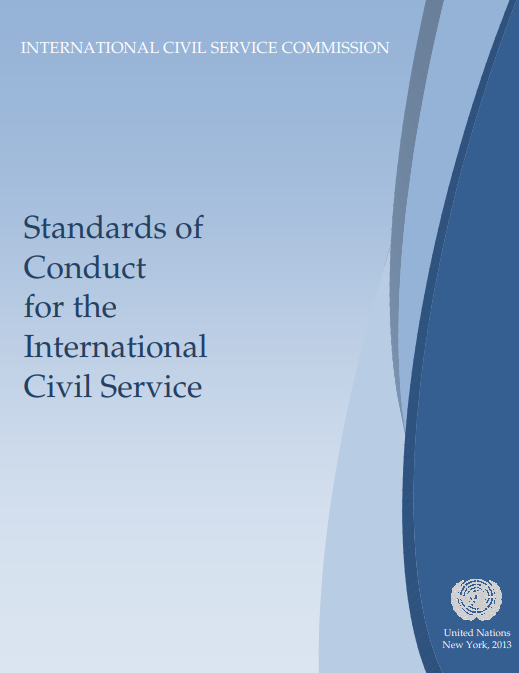 INTERNATIONAL CIVIL SERVICE COMMISSION
Standards of
Conduct
for the
International
Civil Service
United Nations
New York, 2013